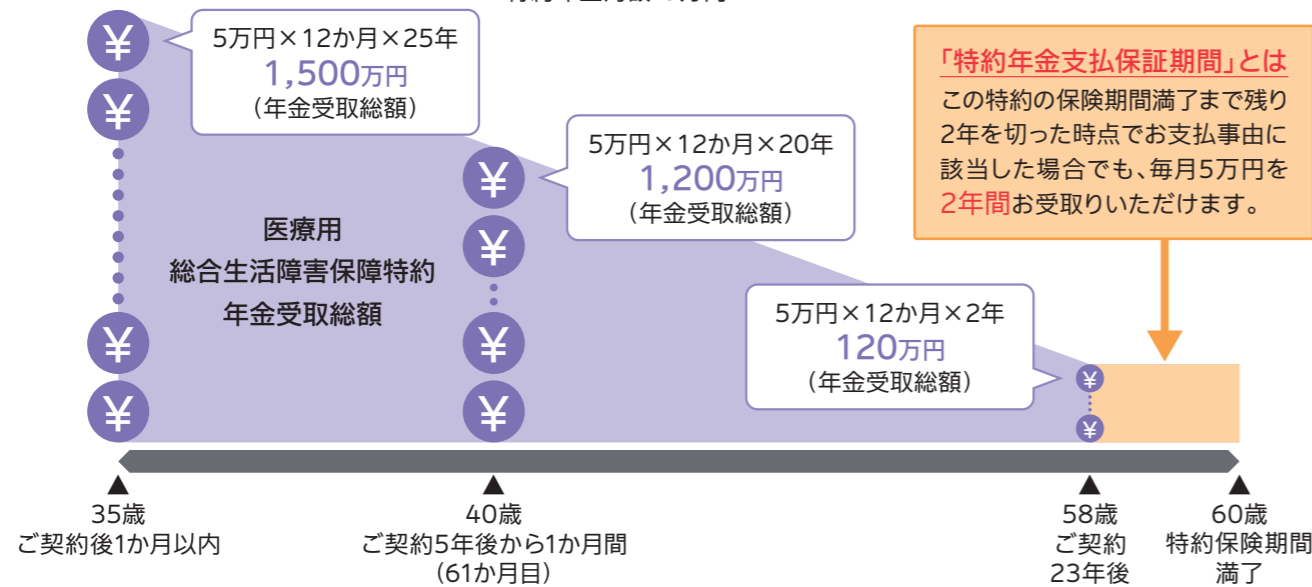 5万円×12か月×25年
1,500万円
(年金受取総額)
5万円×12か月×20年
1,200万円
(年金受取総額)
「特約年金支払保証期間」とは
この特約の保険期間満了まで残り
2年を切った時点でお支払事由に
該当した場合でも、毎月5万円を
2年間お受取りいただけます。
医療用
総合生活障害保障特約
年金受取総額
5万円×12か月×2年
120万円
(年金受取総額)
¥
¥
¥
¥
¥
¥
¥
¥
¥
¥
35歳
ご契約後1か月以内
40歳
ご契約5年後から1か月間
(61か月目)
58歳
ご契約
23年後
60歳
特約保険期間
満了